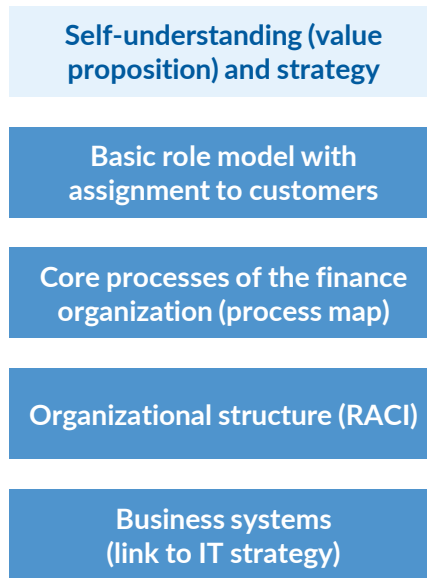 Self-understanding (value
proposition) and strategy
Basic role model with
assignment to customers
Core processes of the finance
organization (process map)
Organizational structure (RACI)
Business systems
(link to IT strategy)